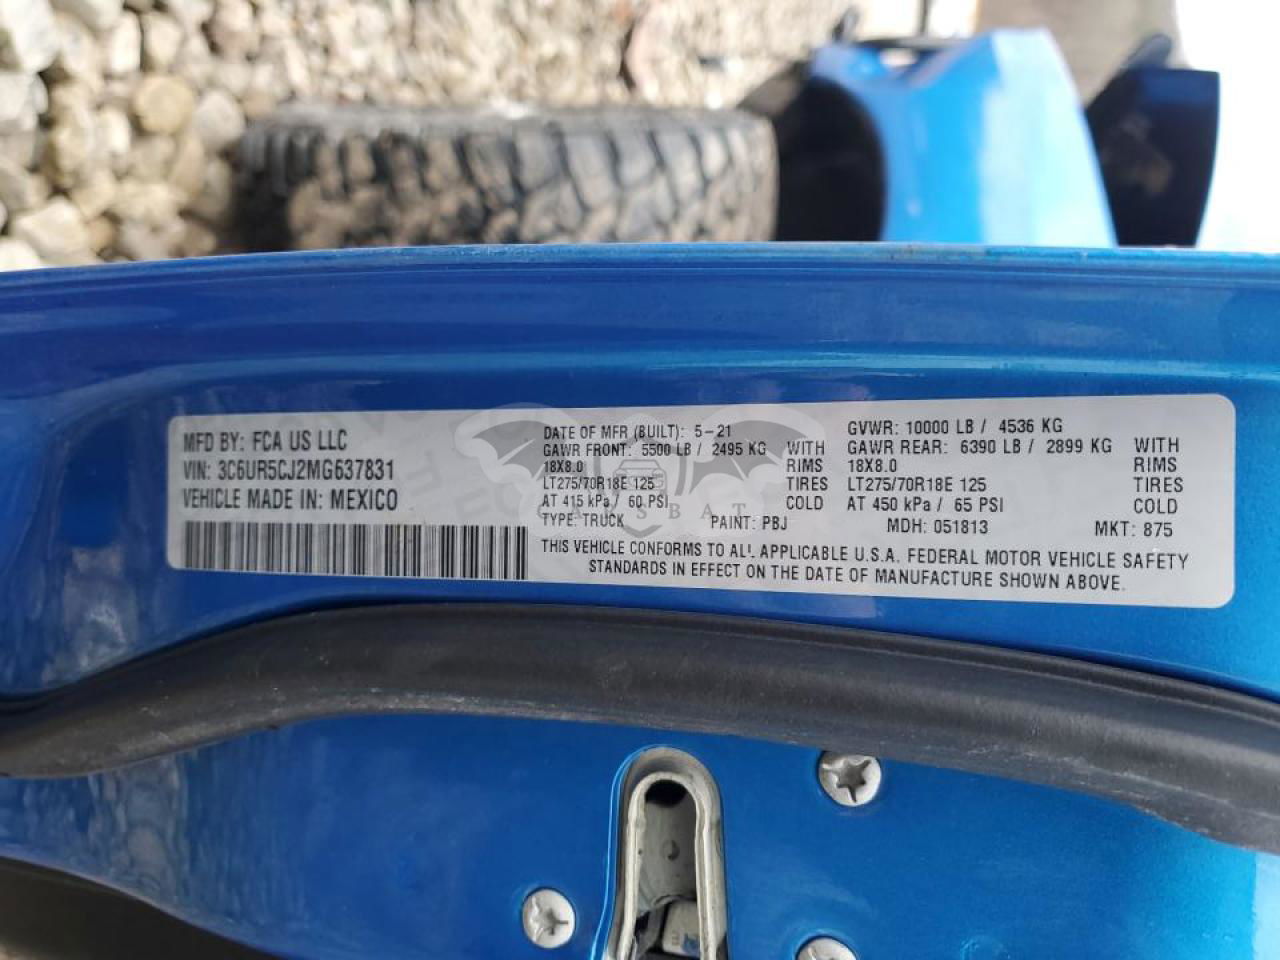 MFD BY: FCA US LLC
VIN: 3C6UR5CJ2MG637831
VEHICLE MADE IN: MEXICO
DATE OF MFR (BUILT): 5-21
GAWR FRONT: 5500 LB / 2495 KG WITH
18X8.0 RIMS
LT275/70R18E 125 TIRES
AT 415 kPa / 60 PSI COLD
TYPE: TRUCK PAINT: PBJ
GVWR: 10000 LB / 4536 KG
GAWR REAR: 6390 LB / 2899 KG WITH
18X8.0 RIMS
LT275/70R18E 125 TIRES
AT 450 kPa / 65 PSI COLD
MDH: 051813 MKT: 875
THIS VEHICLE CONFORMS TO ALL APPLICABLE U.S.A. FEDERAL MOTOR VEHICLE SAFETY
STANDARDS IN EFFECT ON THE DATE OF MANUFACTURE SHOWN ABOVE.
CARSBAT